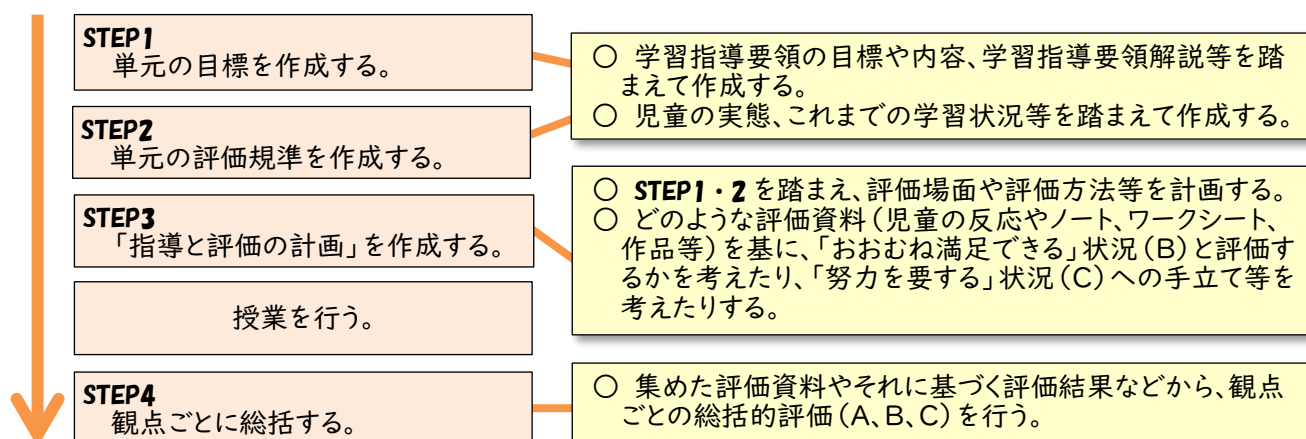 STEP1
単元の目標を作成する。
○ 学習指導要領の目標や内容、学習指導要領解説等を踏
まえて作成する。
○ 児童の実態、これまでの学習状況等を踏まえて作成する。
STEP2
単元の評価規準を作成する。
STEP3
「指導と評価の計画」を作成する。
○ STEP1・2 を踏まえ、評価場面や評価方法等を計画する。
○ どのような評価資料(児童の反応やノート、ワークシート、
作品等)を基に、「おおむね満足できる」状況(B)と評価す
るかを考えたり、「努力を要する」状況(C)への手立て等を
考えたりする。
授業を行う。
STEP4
観点ごとに総括する。
○ 集めた評価資料やそれに基づく評価結果などから、観点
ごとの総括的評価(A、B、C)を行う。